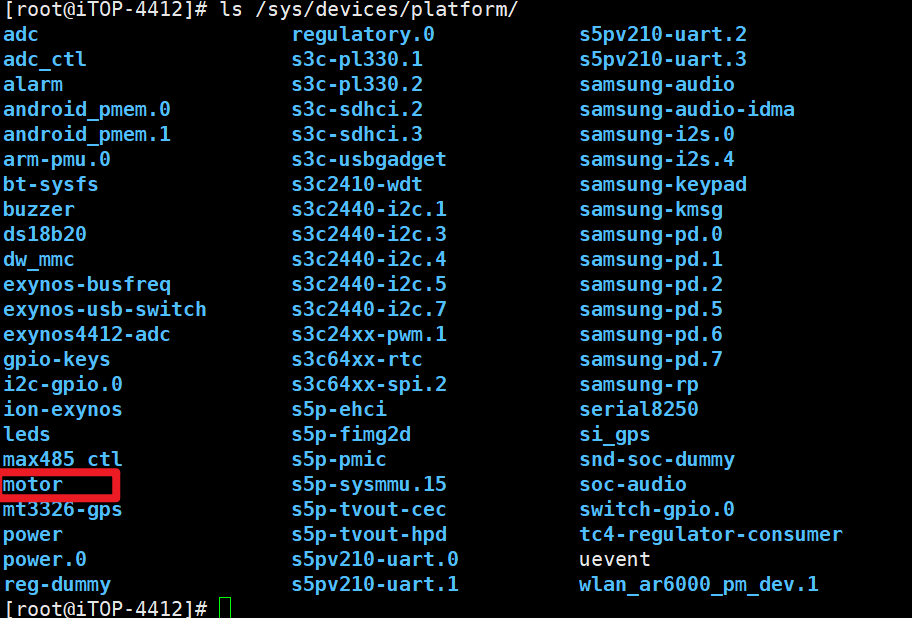 [root@iTOP-4412]# ls /sys/devices/platform/
adc                     regulatory.0            s5pv210-uart.2
adc_ctl                 s3c-pl330.1             s5pv210-uart.3
alarm                   s3c-pl330.2             samsung-audio
android_pmem.0          s3c-sdhci.2             samsung-audio-idma
android_pmem.1          s3c-sdhci.3             samsung-i2s.0
arm-pmu.0               s3c-usbgadget           samsung-i2s.4
bt-sysfs                s3c2410-wdt             samsung-keypad
buzzer                  s3c2440-i2c.1           samsung-kmsg
ds18b20                 s3c2440-i2c.3           samsung-pd.0
dw_mmc                  s3c2440-i2c.4           samsung-pd.1
exynos-busfreq          s3c2440-i2c.5           samsung-pd.2
exynos-usb-switch       s3c2440-i2c.7           samsung-pd.5
exynos4412-adc          s3c24xx-pwm.1           samsung-pd.6
gpio-keys               s3c64xx-rtc             samsung-pd.7
i2c-gpio.0              s3c64xx-spi.2           samsung-rp
ion-exynos              s5p-ehci                serial8250
leds                    s5p-fimg2d              si_gps
max485_ctl              s5p-pmic                snd-soc-dummy
motor                   s5p-sysmmu.15           soc-audio
mt3326-gps              s5p-tvout-cec           switch-gpio.0
power                   s5p-tvout-hpd           tc4-regulator-consumer
power.0                 s5pv210-uart.0          uevent
reg-dummy               s5pv210-uart.1          wlan_ar6000_pm_dev.1
[root@iTOP-4412]#